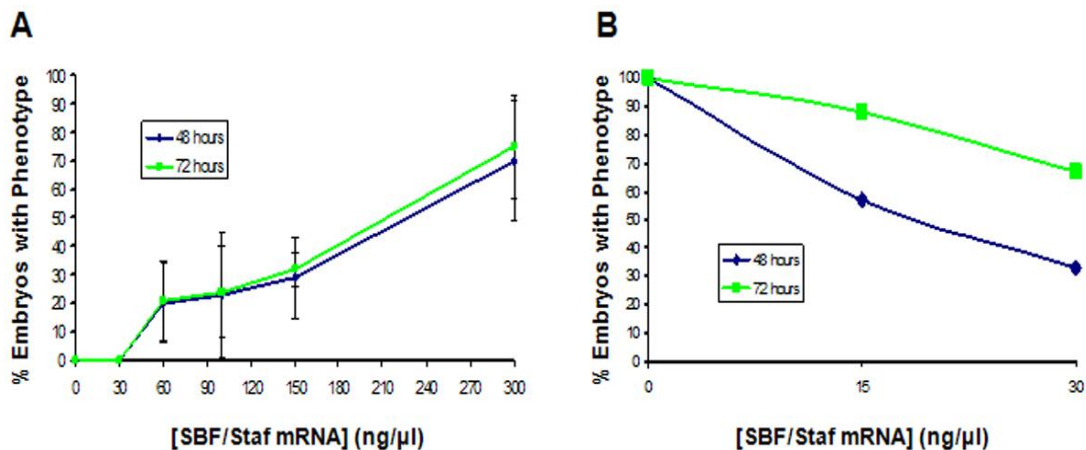 A
% Embryos with Phenotype
100
90
80
70
60
50
40
30
20
10
0
48 hours
72 hours
0 30 60 90 120 150 180 210 240 270 300
[SBF/Staf mRNA] (ng/µl)
B
% Embryos with Phenotype
100
90
80
70
60
50
40
30
20
10
0
48 hours
72 hours
0 15 30
[SBF/Staf mRNA] (ng/µl)